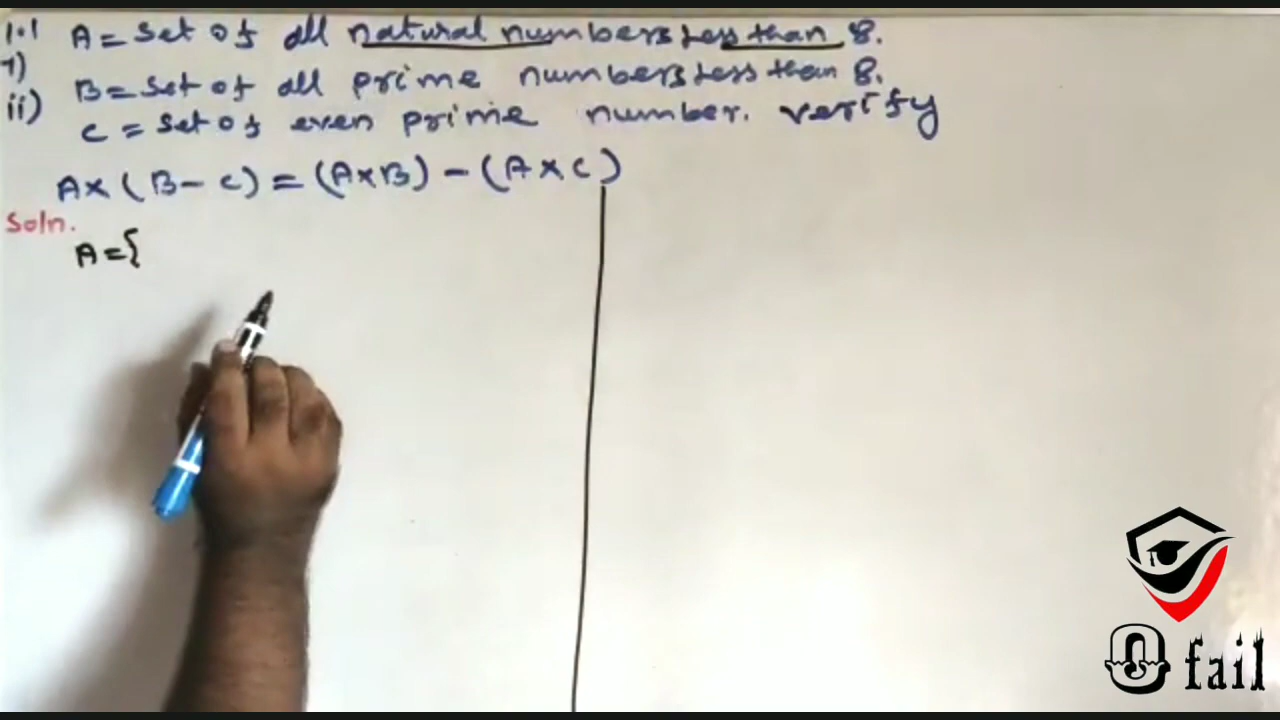 1.1 A = Set of all natural numbers less than 8.
i)
B = Set of all prime numbers less than 8.
ii)
C = Set of even prime number. verify
A × (B - C) = (A × B) - (A × C)
Soln.
A = {
0 fail